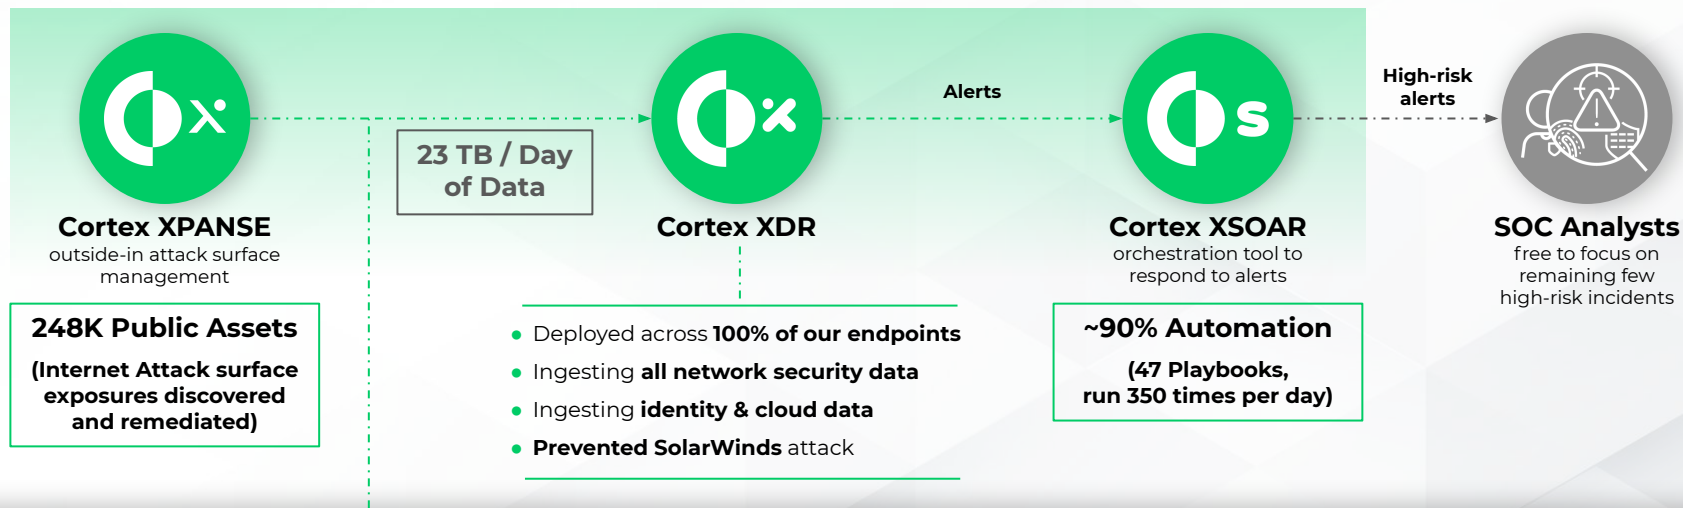 Cortex XPANSE
outside-in attack surface
management
248K Public Assets
(Internet Attack surface
exposures discovered
and remediated)
23 TB / Day
of Data
Cortex XDR
Deployed across 100% of our endpoints
Ingesting all network security data
Ingesting identity & cloud data
Prevented SolarWinds attack
Alerts
Cortex XSOAR
orchestration tool to
respond to alerts
~90% Automation
(47 Playbooks,
run 350 times per day)
High-risk
alerts
SOC Analysts
free to focus on
remaining few
high-risk incidents